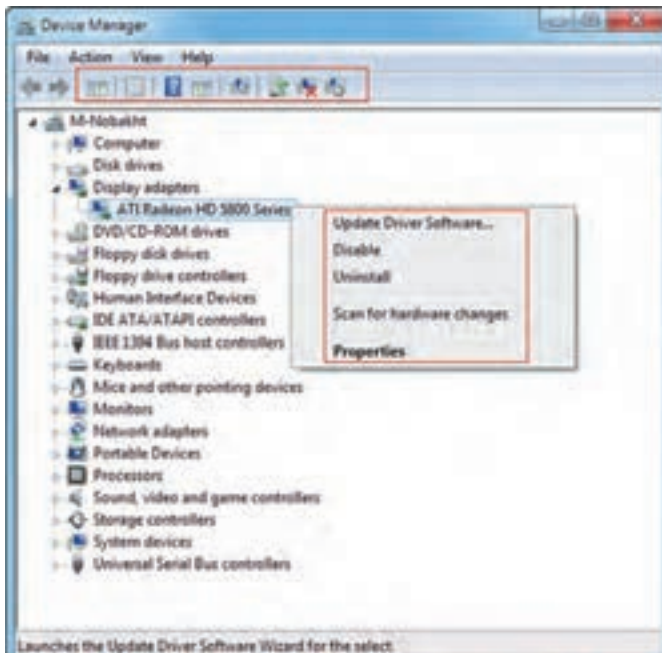 Device Manager
File Action View Help
M-Nobakht
Computer
Disk drives
Display adapters
ATI Radeon HD 5800 Series
DVD/CD-ROM drives
Floppy disk drives
Floppy drive controllers
Human Interface Devices
IDE ATA/ATAPI controllers
IEEE 1394 Bus host controllers
Keyboards
Mice and other pointing devices
Monitors
Network adapters
Portable Devices
Processors
Sound, video and game controllers
Storage controllers
System devices
Universal Serial Bus controllers
Update Driver Software...
Disable
Uninstall
Scan for hardware changes
Properties
Launches the Update Driver Software Wizard for the select